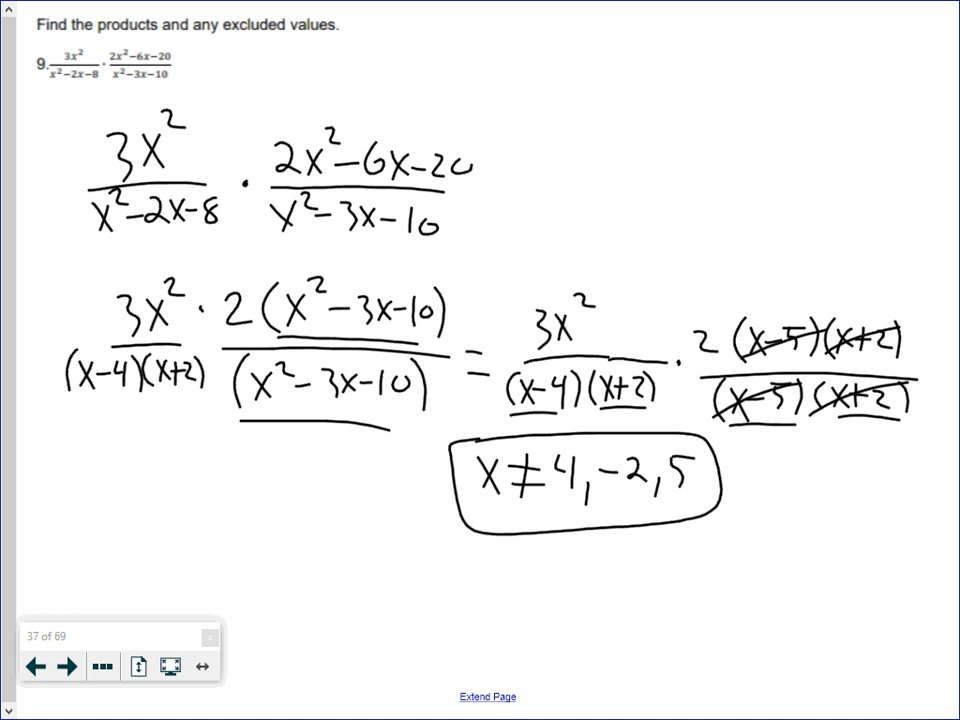 Find the products and any excluded values.
9. 3x²/(x²−2x−8) · (2x²−6x−20)/(x²−3x−10)
3x²/(x²−2x−8) · (2x²−6x−20)/(x²−3x−10)
3x²/((x−4)(x+2)) · 2(x²−3x−10)/(x²−3x−10) = 3x²/((x−4)(x+2)) · 2(x−5)(x+2)/((x−5)(x+2))
x≠4,−2,5
37 of 69
Extend Page